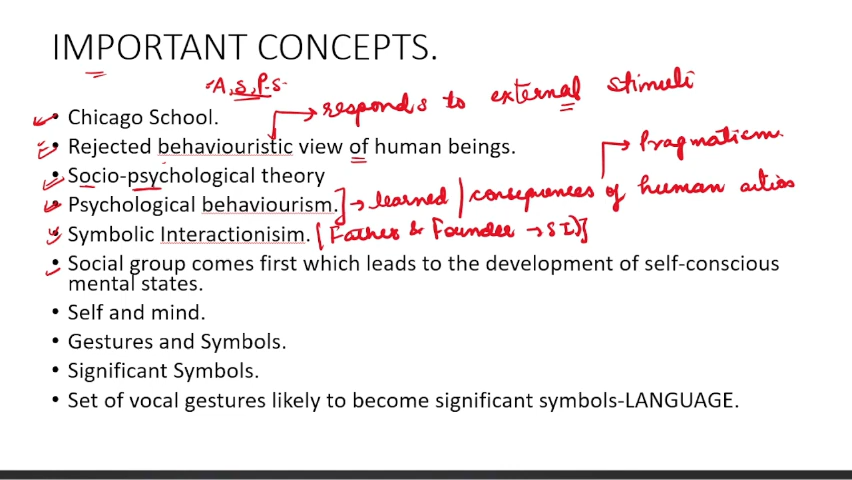 IMPORTANT CONCEPTS.
A, S, P.S
responds to external stimuli
• Chicago School.
• Rejected behaviouristic view of human beings.
Pragmatism
• Socio-psychological theory
• Psychological behaviourism. → learned / consequences of human action
• Symbolic Interactionisim. [Father & Founder → SI]
• Social group comes first which leads to the development of self-conscious
mental states.
• Self and mind.
• Gestures and Symbols.
• Significant Symbols.
• Set of vocal gestures likely to become significant symbols-LANGUAGE.